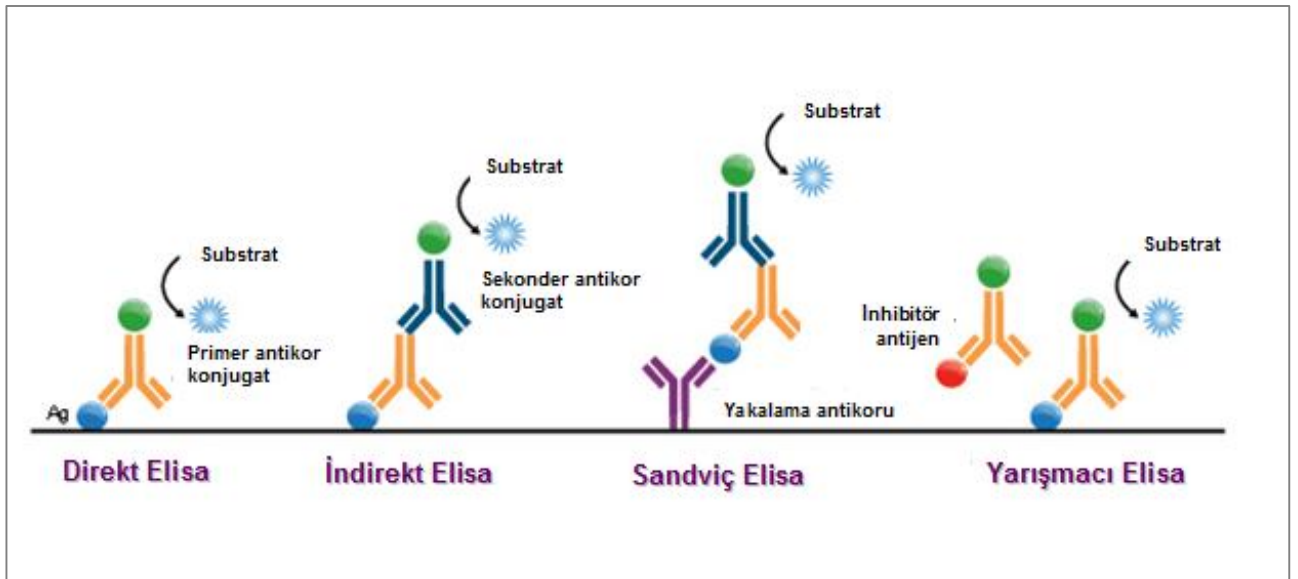 Substrat
Primer antikor
konjugat
Ag
Direkt Elisa
Substrat
Sekonder antikor
konjugat
İndirekt Elisa
Substrat
Yakalama antikoru
Sandviç Elisa
Substrat
İnhibitör
antijen
Yarışmacı Elisa